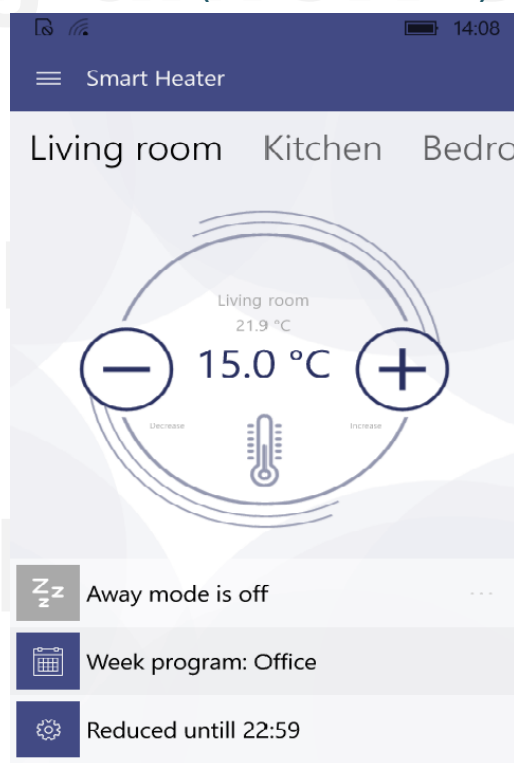 14:08
Smart Heater
Living room Kitchen Bedro
Living room
21.9 °C
15.0 °C
Decrease Increase
Zzz
Away mode is off ...
Week program: Office
Reduced untill 22:59